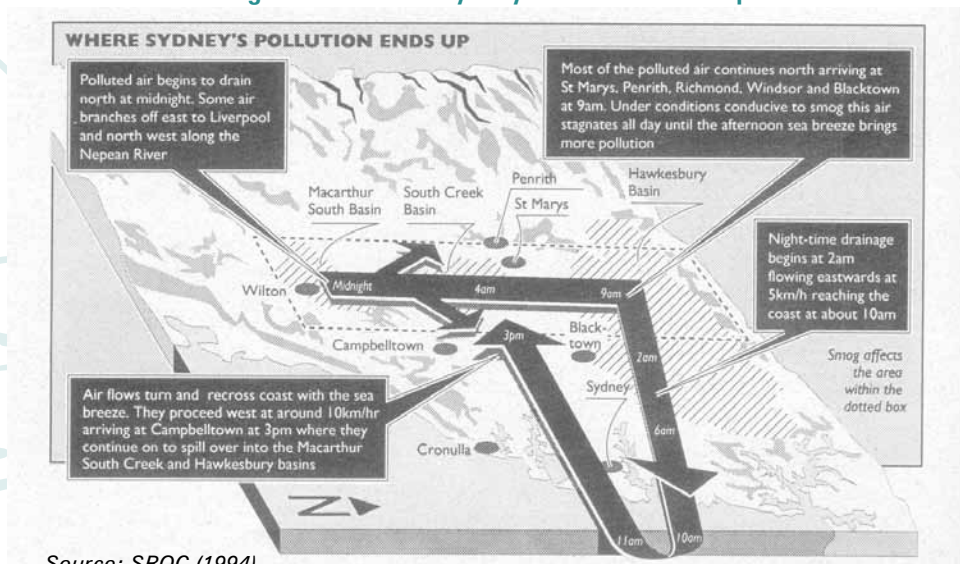 WHERE SYDNEY'S POLLUTION ENDS UP
Polluted air begins to drain
north at midnight. Some air
branches off east to Liverpool
and north west along the
Nepean River
Most of the polluted air continues north arriving at
St Marys, Penrith, Richmond, Windsor and Blacktown
at 9am. Under conditions conducive to smog this air
stagnates all day until the afternoon sea breeze brings
more pollution
Macarthur
South Basin
South Creek
Basin
Penrith
St Marys
Hawkesbury
Basin
Night-time drainage
begins at 2am
flowing eastwards at
5km/h reaching the
coast at about 10am
Wilton
Midnight
4am
9am
Campbelltown
3pm
Black-
town
2am
Smog affects
the area
within the
dotted box
Sydney
6am
Air flows turn and recross coast with the sea
breeze. They proceed west at around 10km/hr
arriving at Campbelltown at 3pm where they
continue on to spill over into the Macarthur
South Creek and Hawkesbury basins
Cronulla
N
11am
10am
Source: SPOC (1994)